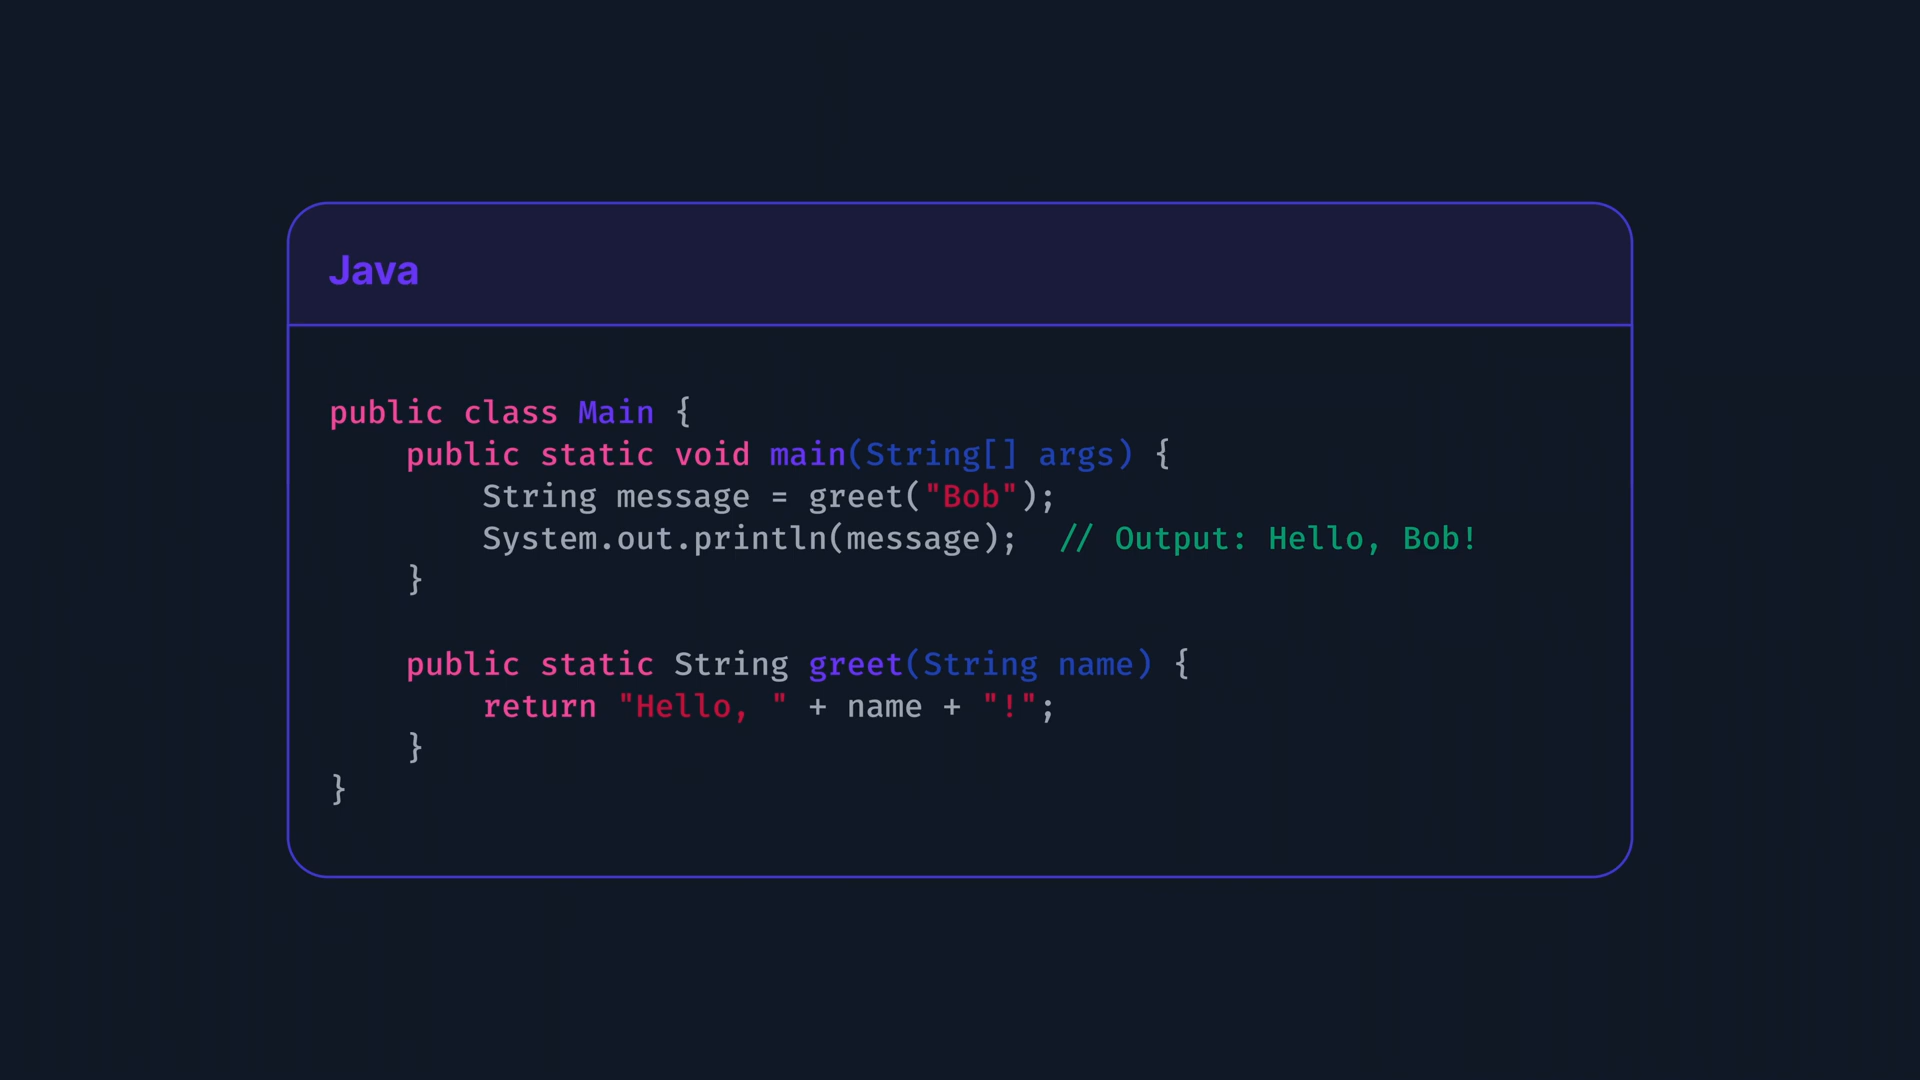 Java
public class Main {
    public static void main(String[] args) {
        String message = greet("Bob");
        System.out.println(message);  // Output: Hello, Bob!
    }
    public static String greet(String name) {
        return "Hello, " + name + "!";
    }
}